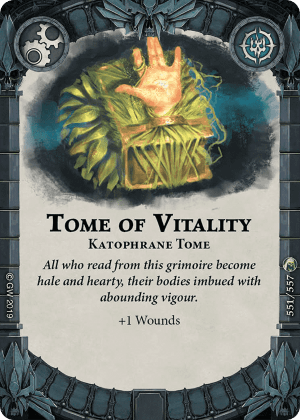 Tome of Vitality
Katophrane Tome
All who read from this grimoire become
hale and hearty, their bodies imbued with
abounding vigour.
+1 Wounds
© GW 2019
551/557